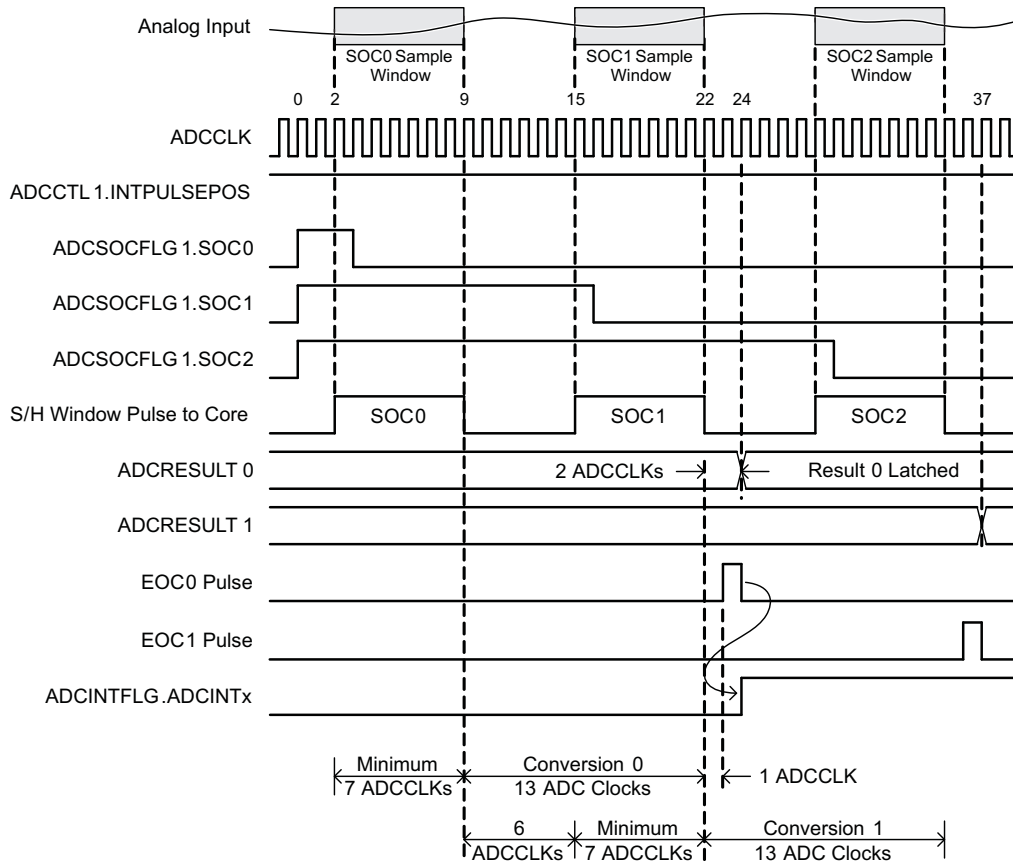 Analog Input
SOC0 Sample
Window
SOC1 Sample
Window
SOC2 Sample
Window
0 2 9 15 22 24 37
ADCCLK
ADCCTL 1.INTPULSEPOS
ADCSOCFLG 1.SOC0
ADCSOCFLG 1.SOC1
ADCSOCFLG 1.SOC2
S/H Window Pulse to Core
SOC0 SOC1 SOC2
ADCRESULT 0
2 ADCCLKs
Result 0 Latched
ADCRESULT 1
EOC0 Pulse
EOC1 Pulse
ADCINTFLG.ADCINTx
Minimum
7 ADCCLKs
Conversion 0
13 ADC Clocks
1 ADCCLK
6
ADCCLKs
Minimum
7 ADCCLKs
Conversion 1
13 ADC Clocks